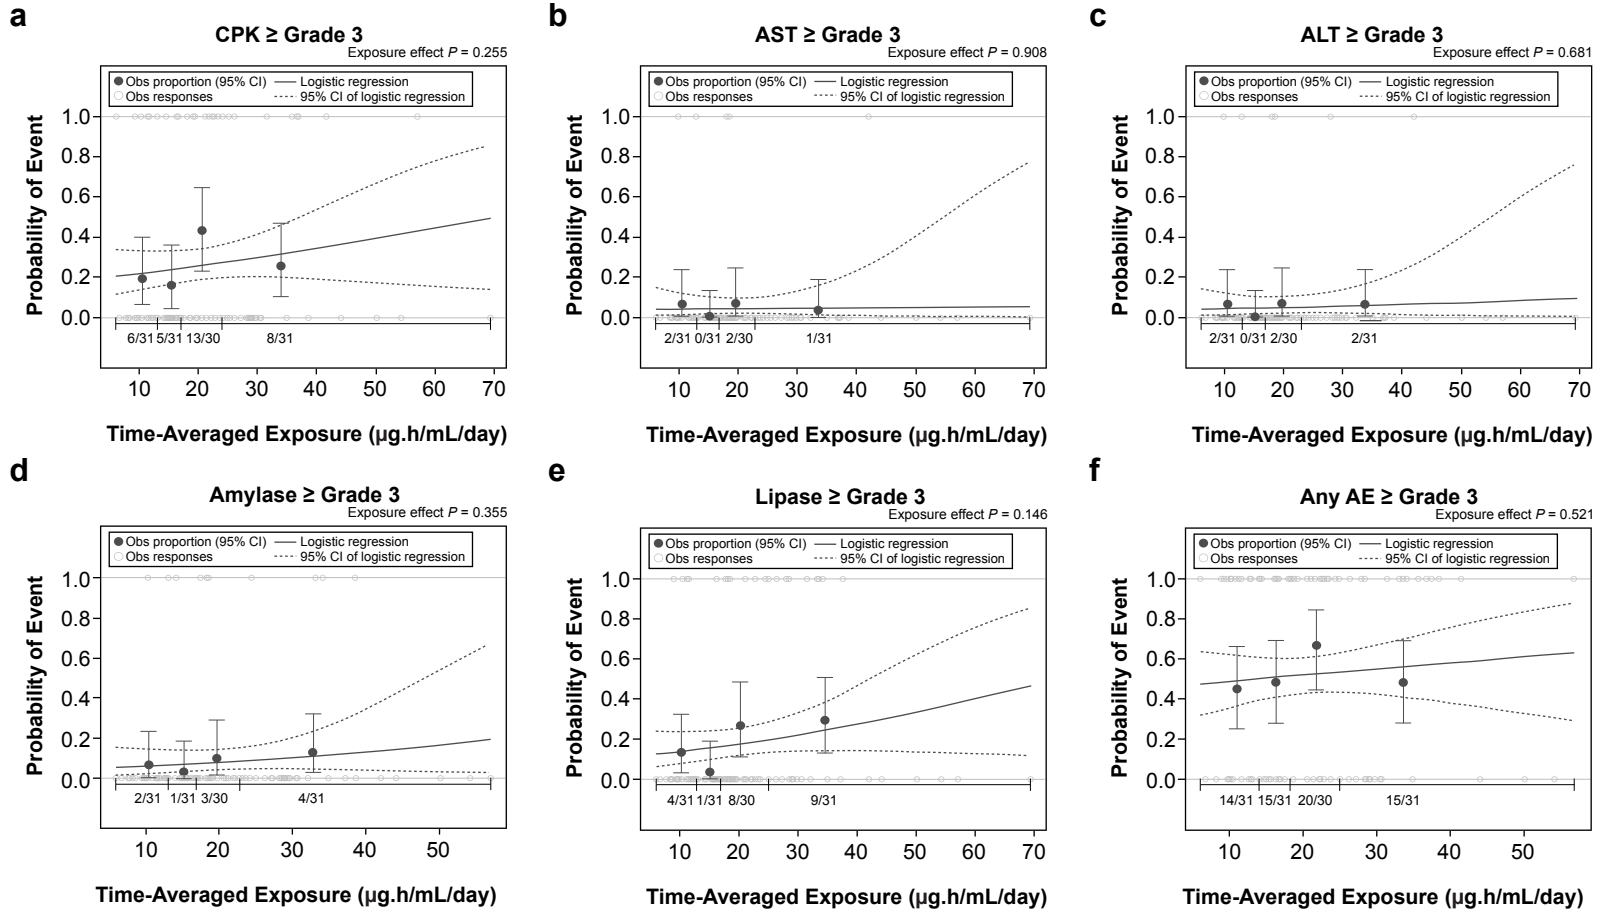 a
CPK ≥ Grade 3
Exposure effect P = 0.255
Obs proportion (95% CI)
Logistic regression
Obs responses
95% CI of logistic regression
Probability of Event
1.0
0.8
0.6
0.4
0.2
0.0
6/31 5/31 13/30 8/31
10 20 30 40 50 60 70
Time-Averaged Exposure (µg.h/mL/day)
b
AST ≥ Grade 3
Exposure effect P = 0.908
Obs proportion (95% CI)
Logistic regression
Obs responses
95% CI of logistic regression
Probability of Event
1.0
0.8
0.6
0.4
0.2
0.0
2/31 0/31 2/30 1/31
10 20 30 40 50 60 70
Time-Averaged Exposure (µg.h/mL/day)
c
ALT ≥ Grade 3
Exposure effect P = 0.681
Obs proportion (95% CI)
Logistic regression
Obs responses
95% CI of logistic regression
Probability of Event
1.0
0.8
0.6
0.4
0.2
0.0
2/31 0/31 2/30 2/31
10 20 30 40 50 60 70
Time-Averaged Exposure (µg.h/mL/day)
d
Amylase ≥ Grade 3
Exposure effect P = 0.355
Obs proportion (95% CI)
Logistic regression
Obs responses
95% CI of logistic regression
Probability of Event
1.0
0.8
0.6
0.4
0.2
0.0
2/31 1/31 3/30 4/31
10 20 30 40 50
Time-Averaged Exposure (µg.h/mL/day)
e
Lipase ≥ Grade 3
Exposure effect P = 0.146
Obs proportion (95% CI)
Logistic regression
Obs responses
95% CI of logistic regression
Probability of Event
1.0
0.8
0.6
0.4
0.2
0.0
4/31 1/31 8/30 9/31
10 20 30 40 50 60 70
Time-Averaged Exposure (µg.h/mL/day)
f
Any AE ≥ Grade 3
Exposure effect P = 0.521
Obs proportion (95% CI)
Logistic regression
Obs responses
95% CI of logistic regression
Probability of Event
1.0
0.8
0.6
0.4
0.2
0.0
14/31 15/31 20/30 15/31
10 20 30 40 50
Time-Averaged Exposure (µg.h/mL/day)